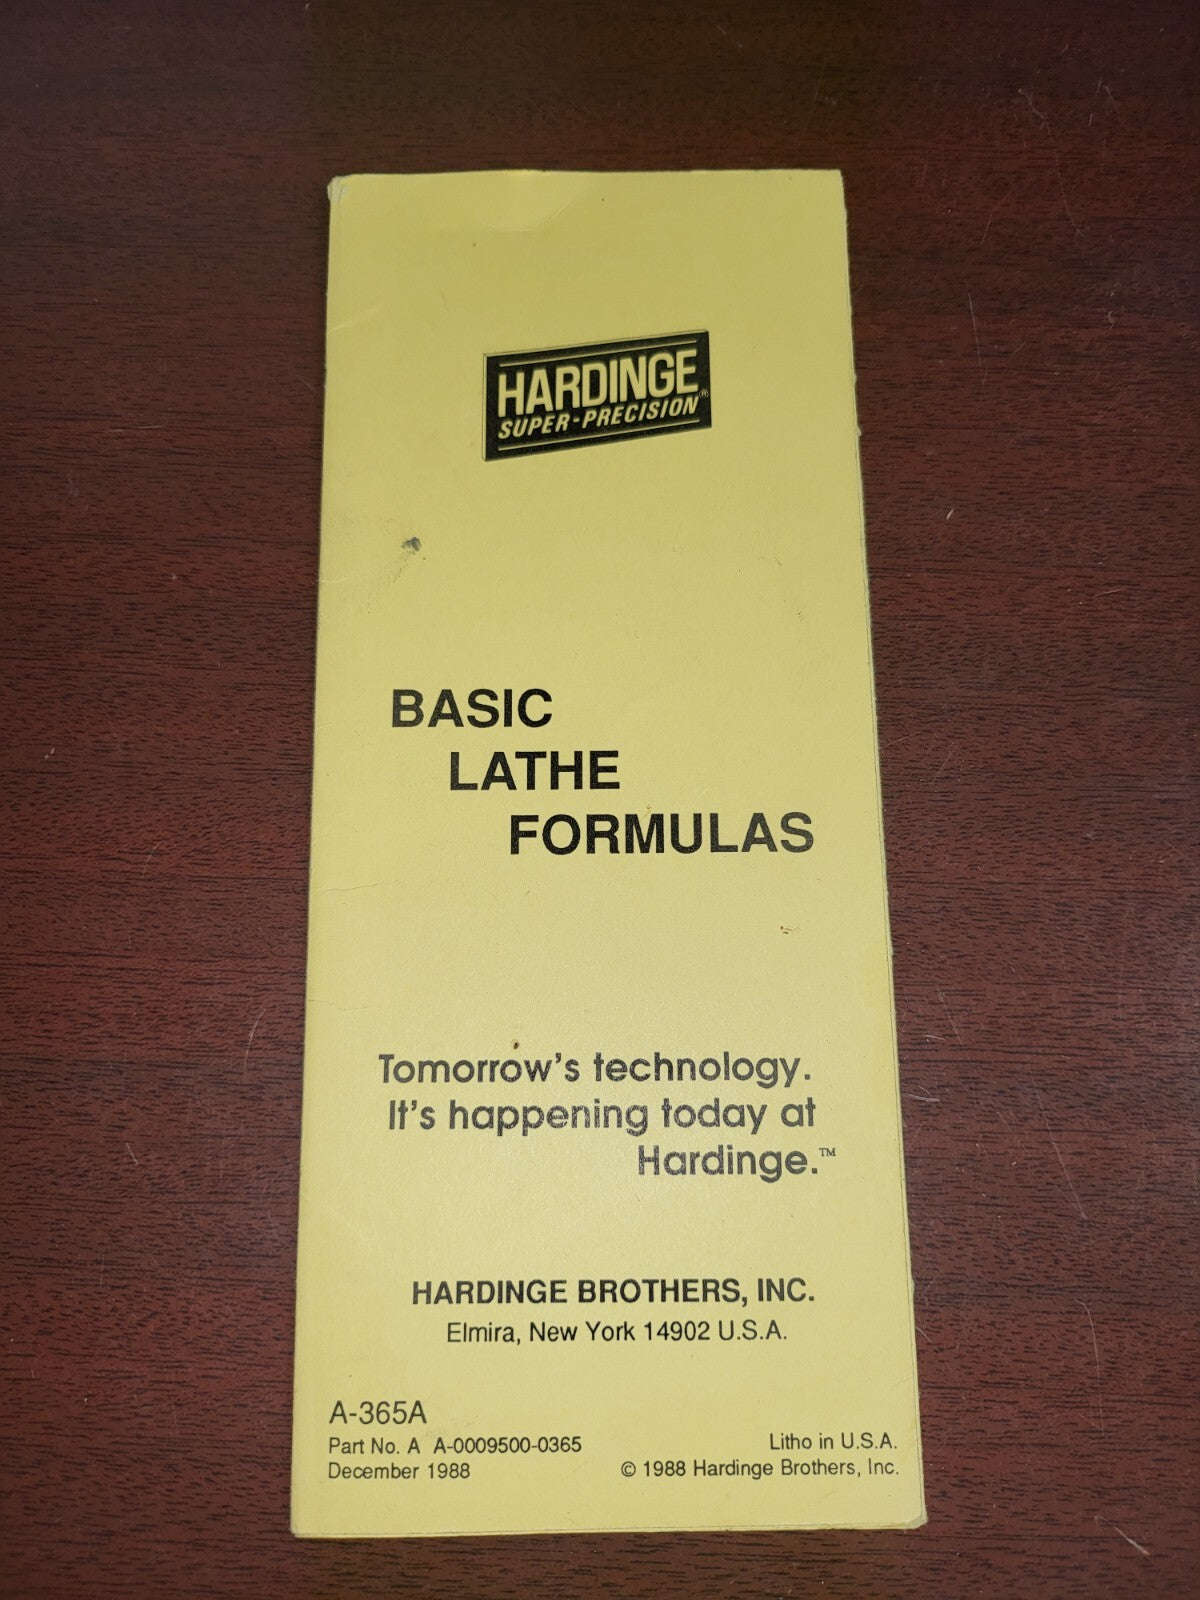 HARDINGE®
SUPER-PRECISION
BASIC
LATHE
FORMULAS
Tomorrow's technology.
It's happening today at
Hardinge.™
HARDINGE BROTHERS, INC.
Elmira, New York 14902 U.S.A.
A-365A
Part No. A A-0009500-0365
Litho in U.S.A.
December 1988
© 1988 Hardinge Brothers, Inc.